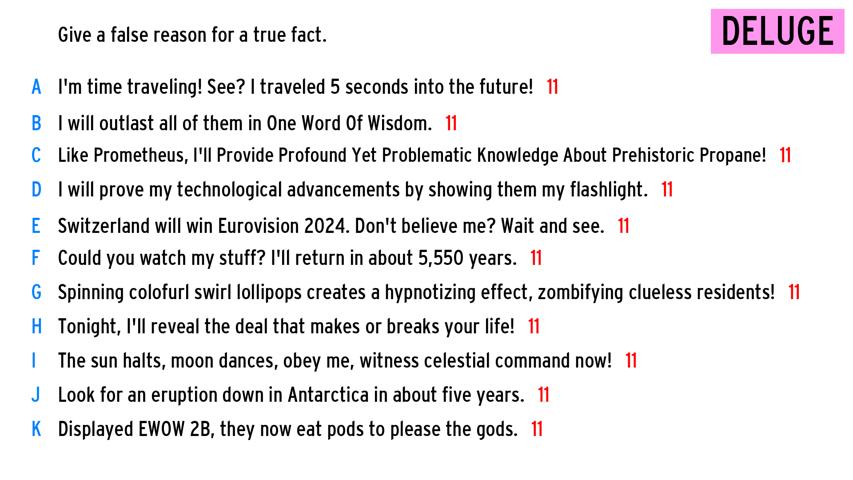 Give a false reason for a true fact.
DELUGE
A I'm time traveling! See? I traveled 5 seconds into the future! 11
B I will outlast all of them in One Word Of Wisdom. 11
C Like Prometheus, I'll Provide Profound Yet Problematic Knowledge About Prehistoric Propane! 11
D I will prove my technological advancements by showing them my flashlight. 11
E Switzerland will win Eurovision 2024. Don't believe me? Wait and see. 11
F Could you watch my stuff? I'll return in about 5,550 years. 11
G Spinning colofurl swirl lollipops creates a hypnotizing effect, zombifying clueless residents! 11
H Tonight, I'll reveal the deal that makes or breaks your life! 11
I The sun halts, moon dances, obey me, witness celestial command now! 11
J Look for an eruption down in Antarctica in about five years. 11
K Displayed EWOW 2B, they now eat pods to please the gods. 11